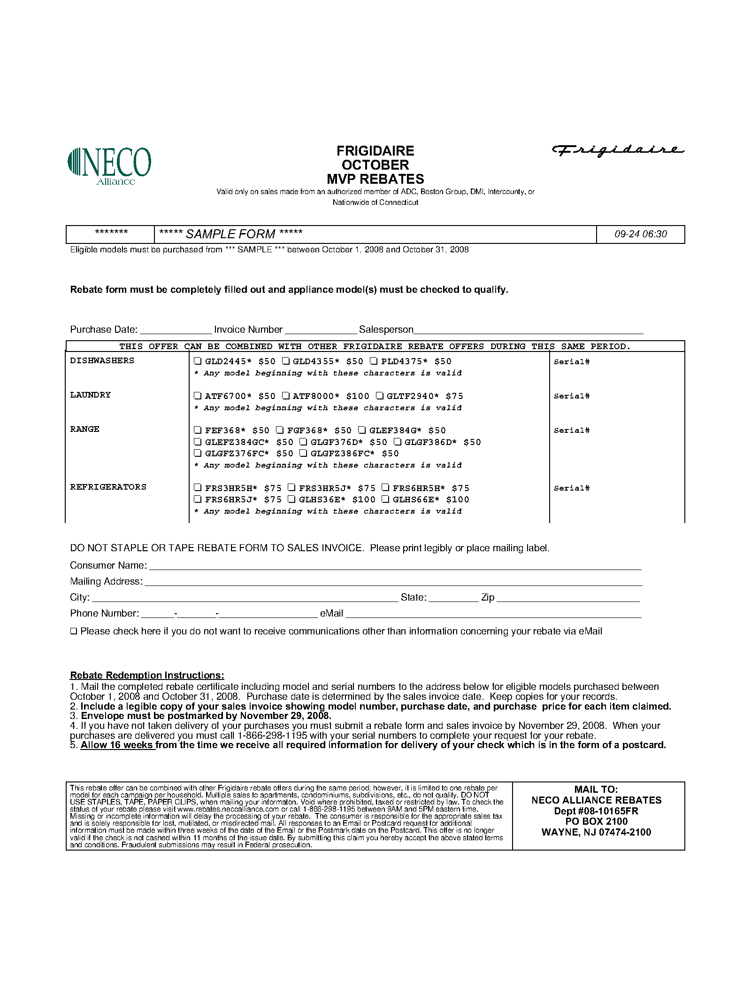 NECO
Alliance
FRIGIDAIRE
OCTOBER
MVP REBATES
Frigidaire
Valid only on sales made from an authorized member of ADC, Boston Group, DMI, Intercounty, or
Nationwide of Connecticut
******* ***** SAMPLE FORM ***** 09-24 06:30
Eligible models must be purchased from *** SAMPLE *** between October 1, 2008 and October 31, 2008
Rebate form must be completely filled out and appliance model(s) must be checked to qualify.
Purchase Date: _____________ Invoice Number _____________ Salesperson__________________________________________
THIS OFFER CAN BE COMBINED WITH OTHER FRIGIDAIRE REBATE OFFERS DURING THIS SAME PERIOD.
DISHWASHERS ❏ GLD2445* $50 ❏ GLD4355* $50 ❏ PLD4375* $50 Serial#
* Any model beginning with these characters is valid
LAUNDRY ❏ ATF6700* $50 ❏ ATF8000* $100 ❏ GLTF2940* $75 Serial#
* Any model beginning with these characters is valid
RANGE ❏ FEF368* $50 ❏ FGF368* $50 ❏ GLEF384G* $50 Serial#
❏ GLEFZ384GC* $50 ❏ GLGF376D* $50 ❏ GLGF386D* $50
❏ GLGFZ376FC* $50 ❏ GLGFZ386FC* $50
* Any model beginning with these characters is valid
REFRIGERATORS ❏ FRS3HR5H* $75 ❏ FRS3HR5J* $75 ❏ FRS6HR5H* $75 Serial#
❏ FRS6HR5J* $75 ❏ GLHS36E* $100 ❏ GLHS66E* $100
* Any model beginning with these characters is valid
DO NOT STAPLE OR TAPE REBATE FORM TO SALES INVOICE. Please print legibly or place mailing label.
Consumer Name: ____________________________________________________________
Mailing Address: ____________________________________________________________
City: ________________________________________ State: _________ Zip _________________________
Phone Number: ______-_______-__________________ eMail ________________________________________
❏ Please check here if you do not want to receive communications other than information concerning your rebate via eMail
Rebate Redemption Instructions:
1. Mail the completed rebate certificate including model and serial numbers to the address below for eligible models purchased between
October 1, 2008 and October 31, 2008. Purchase date is determined by the sales invoice date. Keep copies for your records.
2. Include a legible copy of your sales invoice showing model number, purchase date, and purchase price for each item claimed.
3. Envelope must be postmarked by November 29, 2008.
4. If you have not taken delivery of your purchases you must submit a rebate form and sales invoice by November 29, 2008. When your
purchases are delivered you must call 1-866-298-1195 with your serial numbers to complete your request for your rebate.
5. Allow 16 weeks from the time we receive all required information for delivery of your check which is in the form of a postcard.
This rebate offer can be combined with other Frigidaire rebate offers during the same period; however, it is limited to one rebate per
model for each campaign per household. Multiple sales to apartments, condominiums, subdivisions, etc., do not qualify. DO NOT
USE STAPLES, TAPE, PAPER CLIPS, when mailing your informaton. Void where prohibited, taxed or restricted by law. To check the
status of your rebate please visit www.rebates.necoalliance.com or call 1-866-298-1195 between 9AM and 5PM eastern time.
Missing or incomplete information will delay the processing of your rebate. The consumer is responsible for the appropriate sales tax
and is solely responsible for lost, mutilated, or misdirected mail. All responses to an Email or Postcard request for additional
information must be made within three weeks of the date of the Email or the Postmark date on the Postcard. This offer is no longer
valid if the check is not cashed within 11 months of the issue date. By submitting this claim you hereby accept the above stated terms
and conditions. Fraudulent submissions may result in Federal prosecution.
MAIL TO:
NECO ALLIANCE REBATES
Dept #08-10165FR
PO BOX 2100
WAYNE, NJ 07474-2100